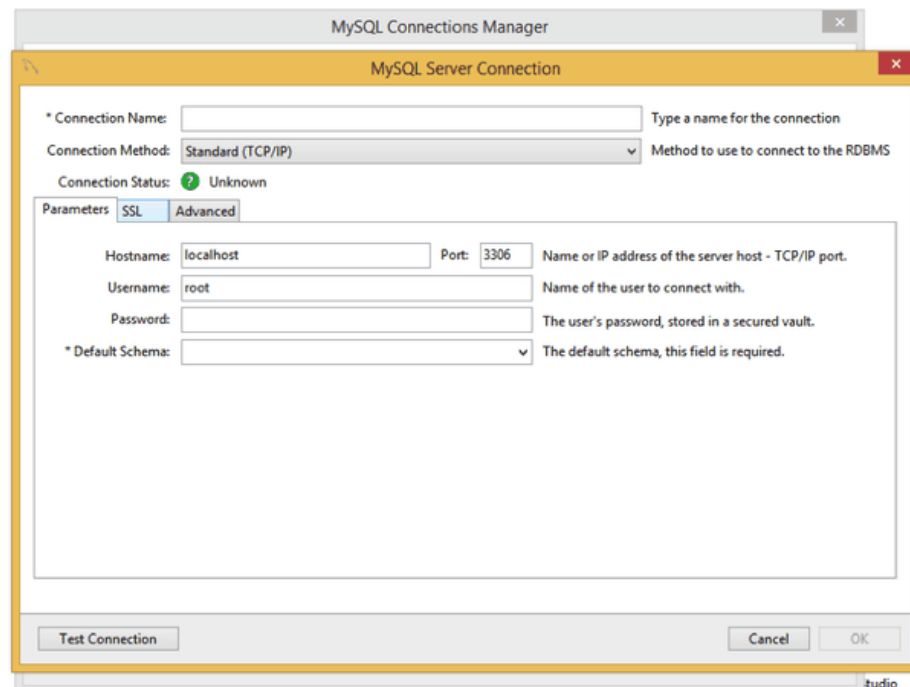 MySQL Connections Manager
MySQL Server Connection
* Connection Name: Type a name for the connection
Connection Method: Standard (TCP/IP) Method to use to connect to the RDBMS
Connection Status: ? Unknown
Parameters SSL Advanced
Hostname: localhost Port: 3306 Name or IP address of the server host - TCP/IP port.
Username: root Name of the user to connect with.
Password: The user's password, stored in a secured vault.
* Default Schema: The default schema, this field is required.
Test Connection Cancel OK
tudio